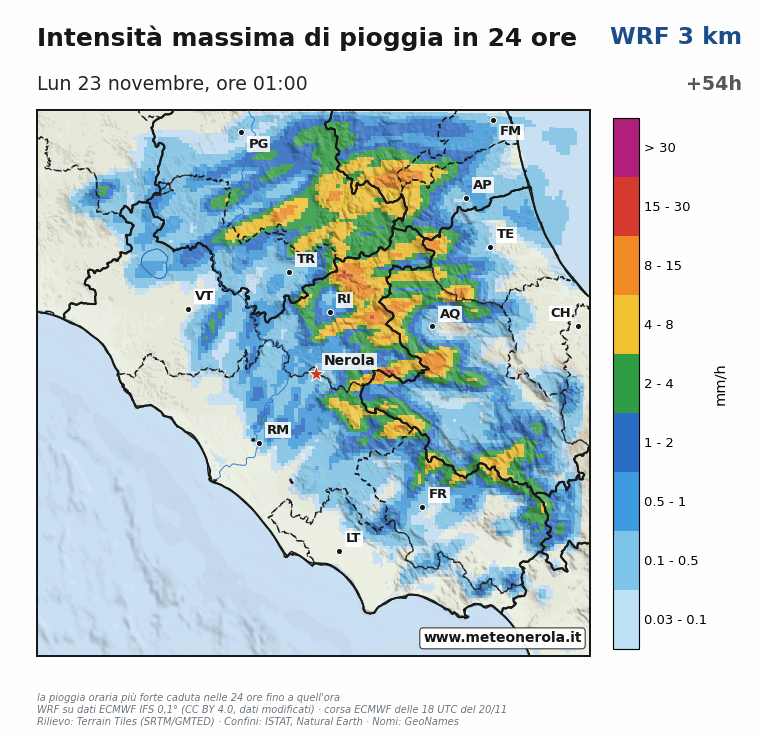 Intensità massima di pioggia in 24 ore WRF 3 km
Lun 23 novembre, ore 01:00 +54h
PG
FM
AP
TE
TR
VT
RI
AQ
CH.
Nerola
RM
FR
LT
www.meteonerola.it
> 30
15 - 30
8 - 15
4 - 8
2 - 4
1 - 2
0.5 - 1
0.1 - 0.5
0.03 - 0.1
mm/h
la pioggia oraria più forte caduta nelle 24 ore fino a quell'ora
WRF su dati ECMWF IFS 0,1° (CC BY 4.0, dati modificati) · corsa ECMWF delle 18 UTC del 20/11
Rilievo: Terrain Tiles (SRTM/GMTED) · Confini: ISTAT, Natural Earth · Nomi: GeoNames